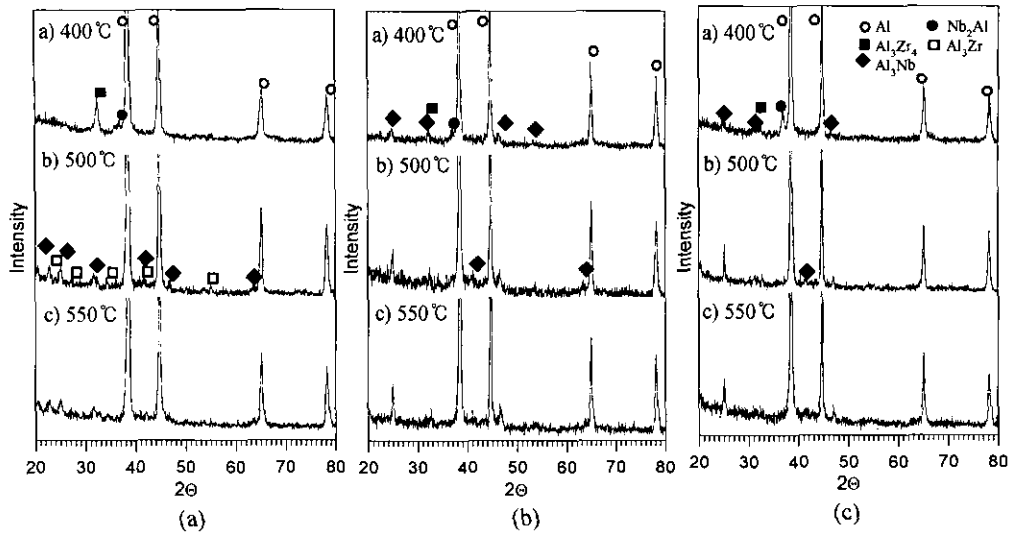 a) 400℃
b) 500℃
c) 550℃
Intensity
20 30 40 50 60 70 80
2Θ
(a)
a) 400℃
b) 500℃
c) 550℃
Intensity
20 30 40 50 60 70 80
2Θ
(b)
a) 400℃
Al
Nb₂Al
Al₃Zr₄
Al₃Zr
Al₃Nb
b) 500℃
c) 550℃
Intensity
20 30 40 50 60 70 80
2Θ
(c)